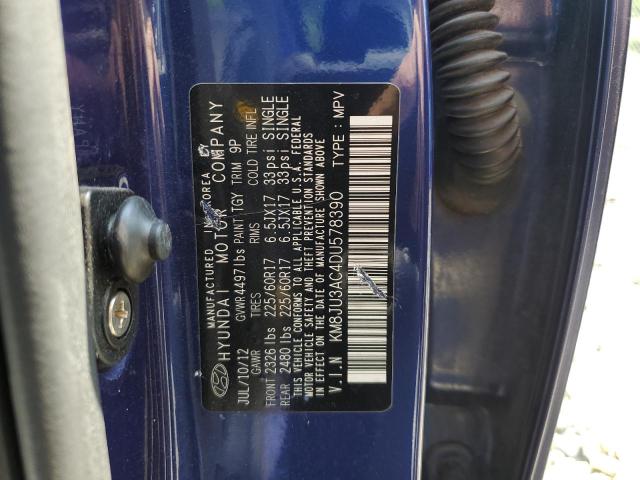 MANUFACTURED IN KOREA BY
HYUNDAI MOTOR COMPANY
JUL/10/12 GVWR 4497lbs PAINT TGY TRIM 9P
GAWR TIRES RIMS COLD TIRE INFL
FRONT 2326 lbs 225/60R17 6.5JX17 33psi SINGLE
REAR 2480 lbs 225/60R17 6.5JX17 33psi SINGLE
THIS VEHICLE CONFORMS TO ALL APPLICABLE U.S.A. FEDERAL
MOTOR VEHICLE SAFETY AND THEFT PREVENTION STANDARDS
IN EFFECT ON THE DATE OF MANUFACTURE SHOWN ABOVE
V.I.N KM8JU3AC4DU578390 TYPE : MPV